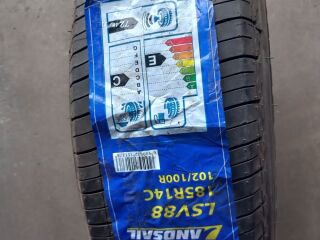 LANDSAIL
LSV88
185R14C
102/100R
E
C
A B C D E F G